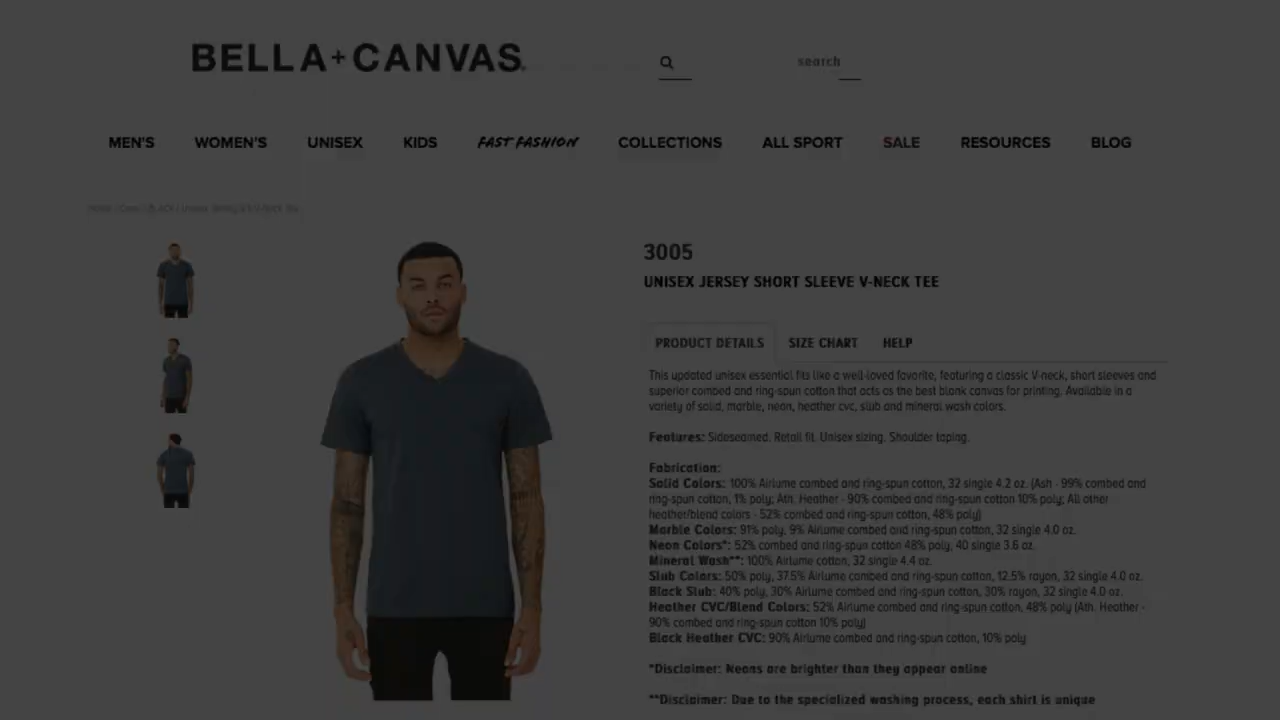 BELLA+CANVAS.
search
MEN'S WOMEN'S UNISEX KIDS FAST FASHION COLLECTIONS ALL SPORT SALE RESOURCES BLOG
Home / Canvas / BLACK / Unisex Jersey S/S V-Neck Tee
3005
UNISEX JERSEY SHORT SLEEVE V-NECK TEE
PRODUCT DETAILS SIZE CHART HELP
This updated unisex essential fits like a well-loved favorite, featuring a classic V-neck, short sleeves and
superior combed and ring-spun cotton that acts as the best blank canvas for printing. Available in a
variety of solid, marble, neon, heather cvc, slub and mineral wash colors.
Features: Sideseamed. Retail fit. Unisex sizing. Shoulder taping.
Fabrication:
Solid Colors: 100% Airlume combed and ring-spun cotton, 32 single 4.2 oz. (Ash - 99% combed and
ring-spun cotton, 1% poly; Ath. Heather - 90% combed and ring-spun cotton 10% poly; All other
heather/blend colors - 52% combed and ring-spun cotton, 48% poly)
Marble Colors: 91% poly, 9% Airlume combed and ring-spun cotton, 32 single 4.0 oz.
Neon Colors*: 52% combed and ring-spun cotton 48% poly, 40 single 3.6 oz.
Mineral Wash**: 100% Airlume cotton, 32 single 4.4 oz.
Slub Colors: 50% poly, 37.5% Airlume combed and ring-spun cotton, 12.5% rayon, 32 single 4.0 oz.
Black Slub: 40% poly, 30% Airlume combed and ring-spun cotton, 30% rayon, 32 single 4.0 oz.
Heather CVC/Blend Colors: 52% Airlume combed and ring-spun cotton, 48% poly (Ath. Heather -
90% combed and ring-spun cotton 10% poly)
Black Heather CVC: 90% Airlume combed and ring-spun cotton, 10% poly
*Disclaimer: Neons are brighter than they appear online
**Disclaimer: Due to the specialized washing process, each shirt is unique